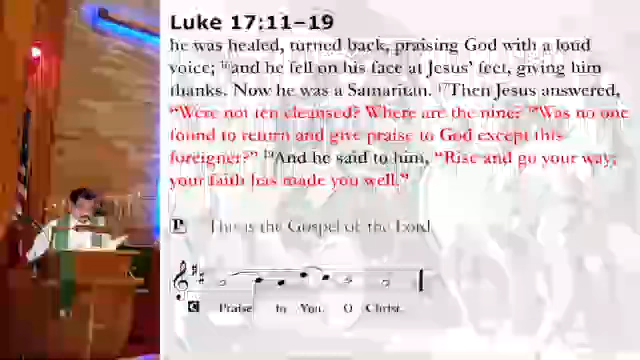 Luke 17:11–19
he was healed, turned back, praising God with a loud
voice; ¹⁶and he fell on his face at Jesus' feet, giving him
thanks. Now he was a Samaritan. ¹⁷Then Jesus answered,
"Were not ten cleansed? Where are the nine? ¹⁸Was no one
found to return and give praise to God except this
foreigner?" ¹⁹And he said to him, "Rise and go your way;
your faith has made you well."
P This is the Gospel of the Lord.
C Praise to You, O Christ.